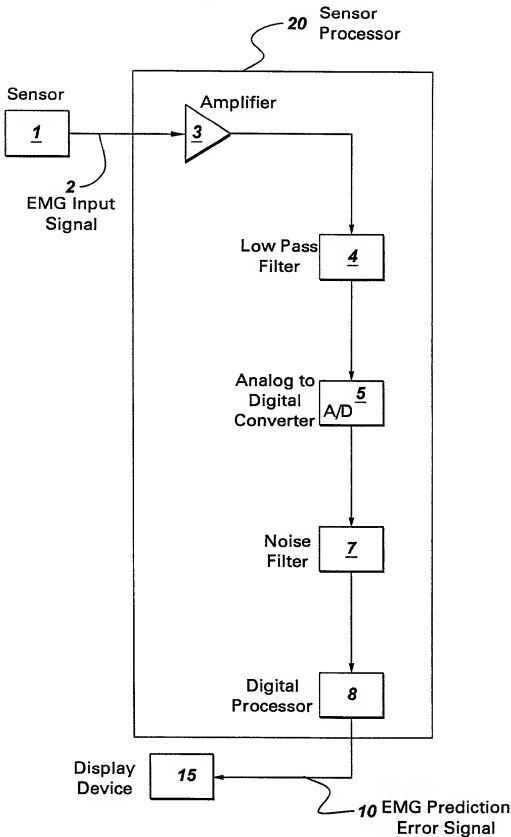 20 Sensor
Processor
Sensor
1
Amplifier
3
2
EMG Input
Signal
Low Pass
Filter
4
Analog to
Digital
Converter
5
A/D
Noise
Filter
7
Digital
Processor
8
Display
Device
15
10 EMG Prediction
Error Signal